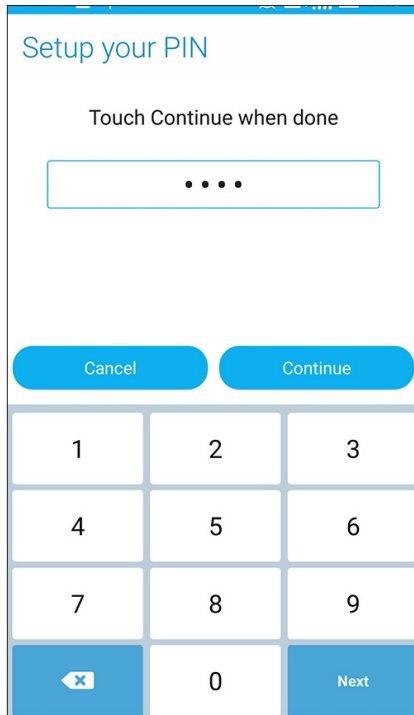 Setup your PIN
Touch Continue when done
••••
Cancel Continue
1 2 3
4 5 6
7 8 9
0 Next